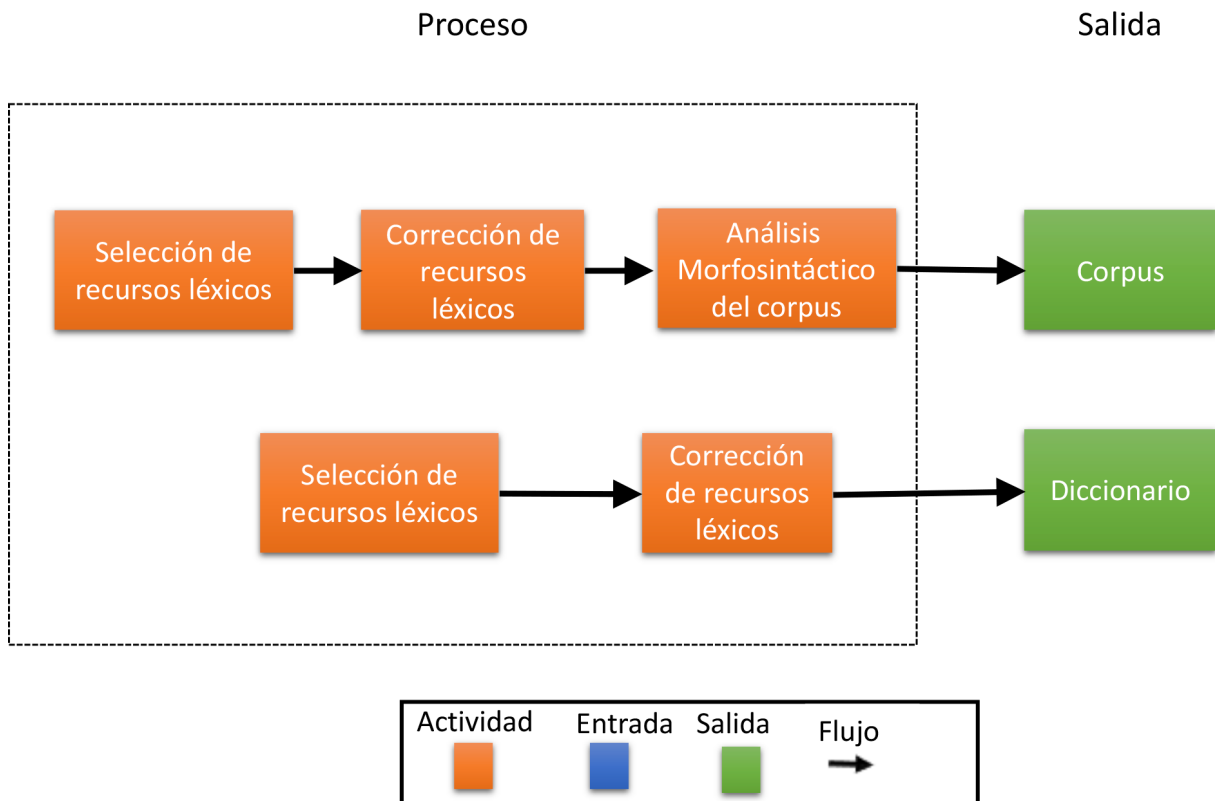 Proceso
Salida
Selección de
recursos léxicos
Corrección de
recursos
léxicos
Análisis
Morfosintáctico
del corpus
Corpus
Selección de
recursos léxicos
Corrección
de recursos
léxicos
Diccionario
Actividad
Entrada
Salida
Flujo